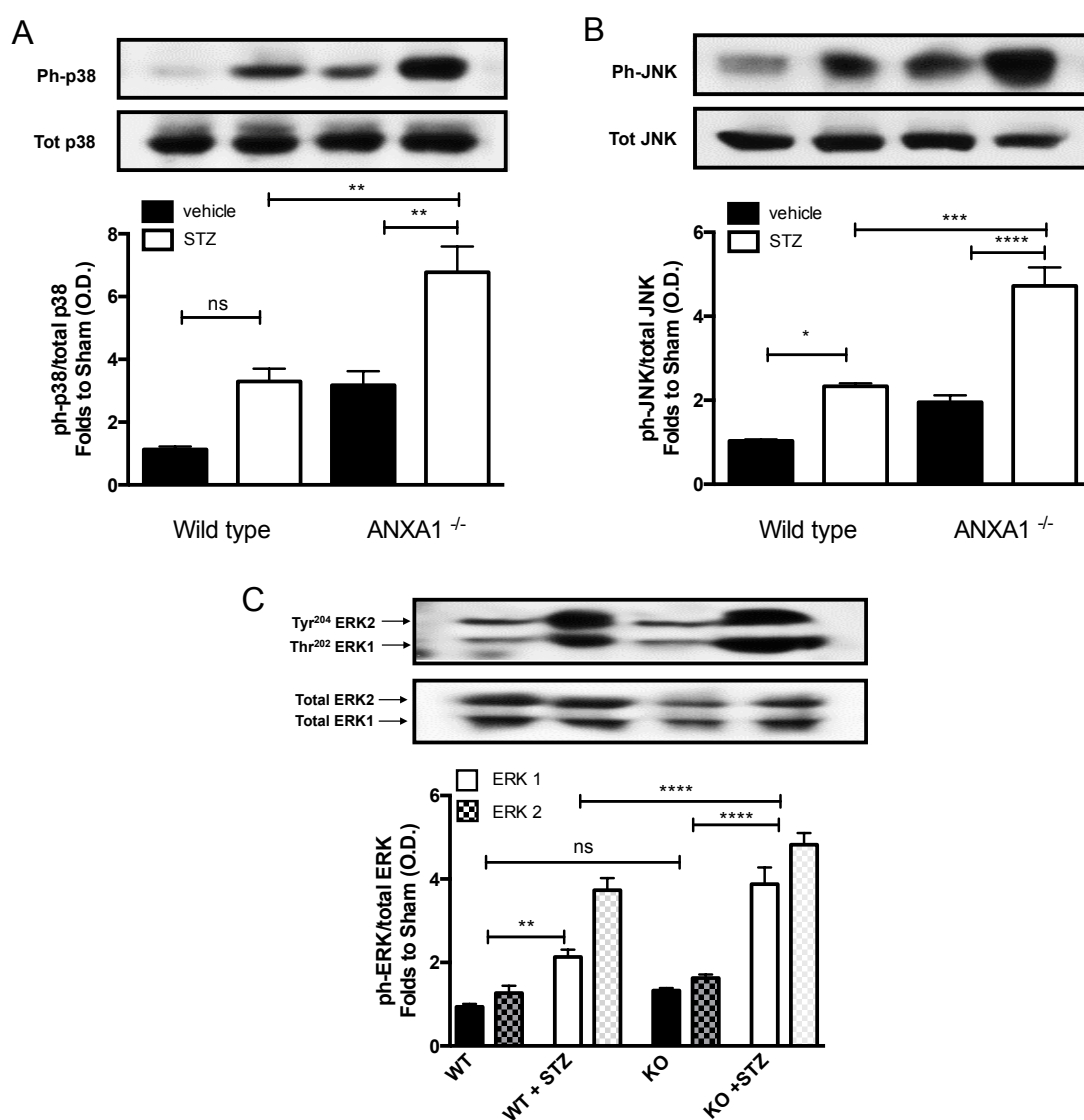 A
Ph-p38
Tot p38
**
vehicle
STZ
**
ns
8
6
4
2
0
ph-p38/total p38
Folds to Sham (O.D.)
Wild type
ANXA1 -/-
B
Ph-JNK
Tot JNK
vehicle
STZ
***
****
*
6
4
2
0
ph-JNK/total JNK
Folds to Sham (O.D.)
Wild type
ANXA1 -/-
C
Tyr204 ERK2
Thr202 ERK1
Total ERK2
Total ERK1
ERK 1
ERK 2
****
****
ns
**
6
4
2
0
ph-ERK/total ERK
Folds to Sham (O.D.)
WT
WT + STZ
KO
KO +STZ